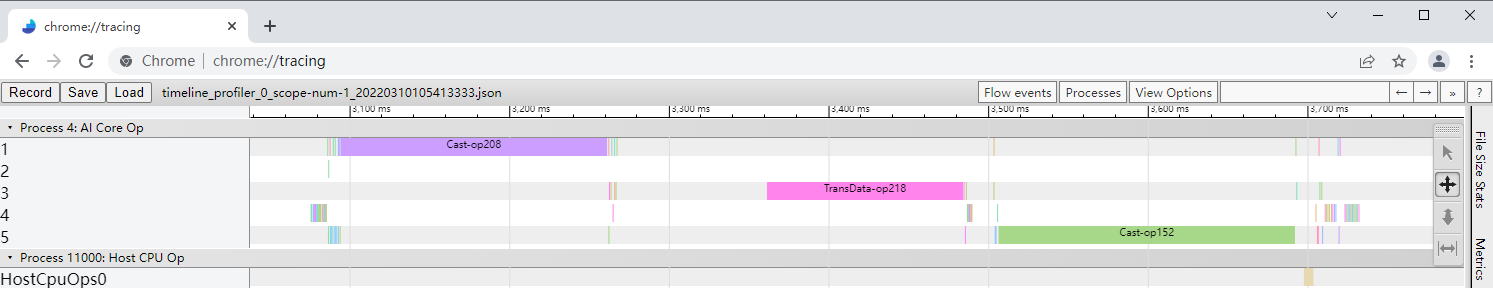 chrome://tracing
Chrome | chrome://tracing
Record Save Load timeline_profiler_0_scope-num-1_20220310105413333.json Flow events Processes View Options ← → » ?
3,100 ms 3,200 ms 3,300 ms 3,400 ms 3,500 ms 3,600 ms 3,700 ms
Process 4: AI Core Op
1 Cast-op208
2
3 TransData-op218
4
5 Cast-op152
Process 11000: Host CPU Op
HostCpuOps0
File Size Stats
Metrics